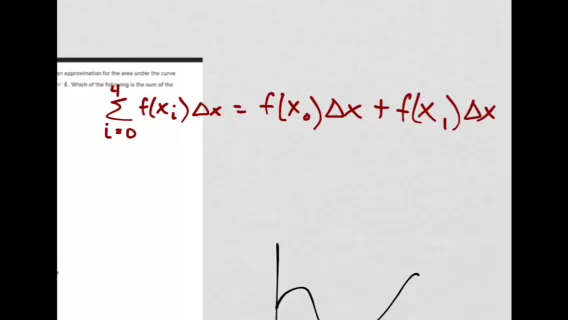 an approximation for the area under the curve
6. Which of the following is the sum of the
4
∑ f(xᵢ)Δx = f(x₀)Δx + f(x₁)Δx
i=0